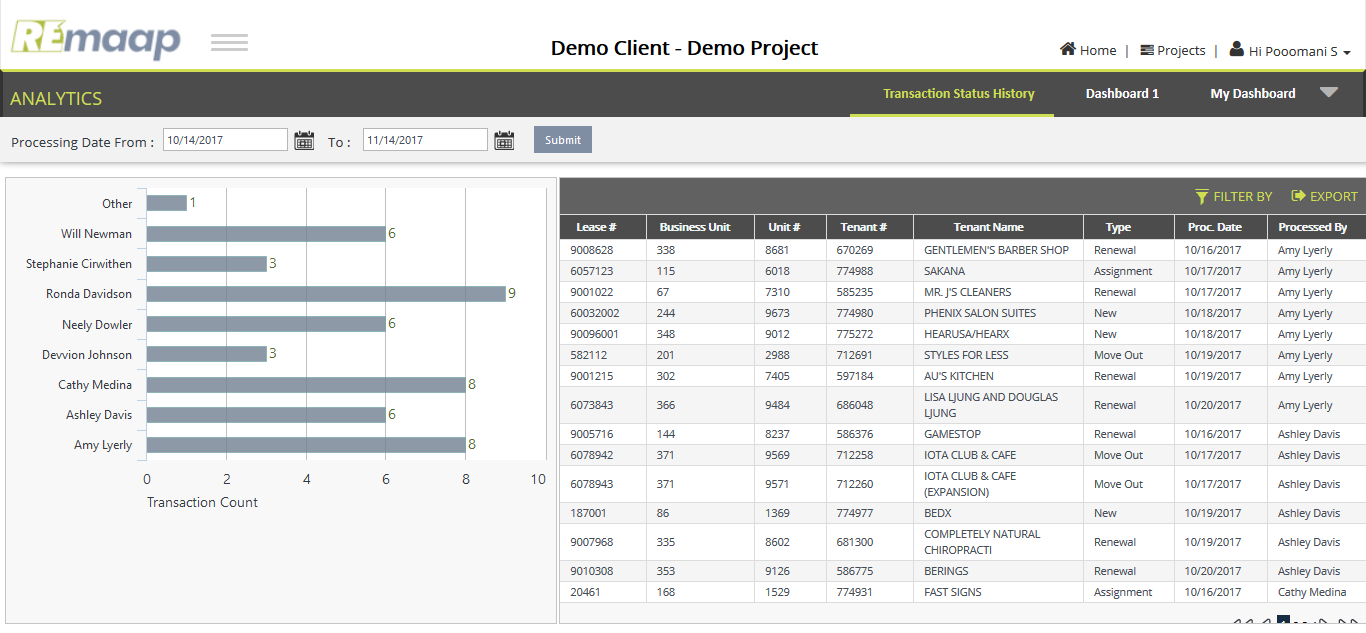 REmaap
Demo Client - Demo Project
Home | Projects | Hi Pooomani S
ANALYTICS
Transaction Status History Dashboard 1 My Dashboard
Processing Date From : 10/14/2017 To : 11/14/2017 Submit
Other 1
Will Newman 6
Stephanie Cirwithen 3
Ronda Davidson 9
Neely Dowler 6
Devvion Johnson 3
Cathy Medina 8
Ashley Davis 6
Amy Lyerly 8
0 2 4 6 8 10
Transaction Count
FILTER BY EXPORT
Lease # Business Unit Unit # Tenant # Tenant Name Type Proc. Date Processed By
9008628 338 8681 670269 GENTLEMEN'S BARBER SHOP Renewal 10/16/2017 Amy Lyerly
6057123 115 6018 774988 SAKANA Assignment 10/17/2017 Amy Lyerly
9001022 67 7310 585235 MR. J'S CLEANERS Renewal 10/17/2017 Amy Lyerly
60032002 244 9673 774980 PHENIX SALON SUITES New 10/18/2017 Amy Lyerly
90096001 348 9012 775272 HEARUSA/HEARX New 10/18/2017 Amy Lyerly
582112 201 2988 712691 STYLES FOR LESS Move Out 10/19/2017 Amy Lyerly
9001215 302 7405 597184 AU'S KITCHEN Renewal 10/19/2017 Amy Lyerly
6073843 366 9484 686048 LISA LJUNG AND DOUGLAS
LJUNG Renewal 10/20/2017 Amy Lyerly
9005716 144 8237 586376 GAMESTOP Renewal 10/16/2017 Ashley Davis
6078942 371 9569 712258 IOTA CLUB & CAFE Move Out 10/17/2017 Ashley Davis
6078943 371 9571 712260 IOTA CLUB & CAFE
(EXPANSION) Move Out 10/17/2017 Ashley Davis
187001 86 1369 774977 BEDX New 10/19/2017 Ashley Davis
9007968 335 8602 681300 COMPLETELY NATURAL
CHIROPRACTI Renewal 10/19/2017 Ashley Davis
9010308 353 9126 586775 BERINGS Renewal 10/20/2017 Ashley Davis
20461 168 1529 774931 FAST SIGNS Assignment 10/16/2017 Cathy Medina